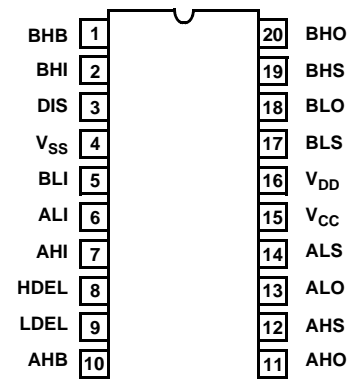 BHB 1 20 BHO
BHI 2 19 BHS
DIS 3 18 BLO
VSS 4 17 BLS
BLI 5 16 VDD
ALI 6 15 VCC
AHI 7 14 ALS
HDEL 8 13 ALO
LDEL 9 12 AHS
AHB 10 11 AHO